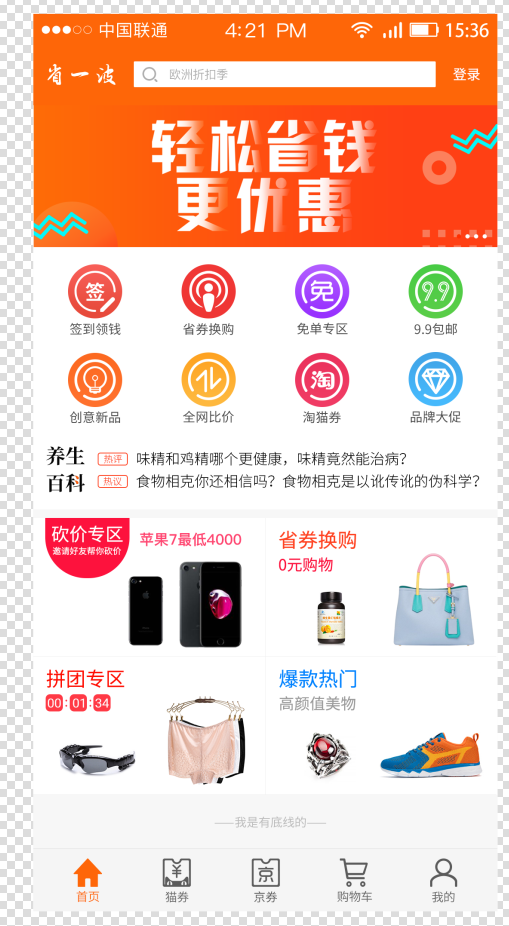 中国联通 4:21 PM 15:36
省一波 欧洲折扣季 登录
轻松省钱
更优惠
签 免 9.9
签到领钱 省券换购 免单专区 9.9包邮
淘
创意新品 全网比价 淘猫券 品牌大促
养生 热评 味精和鸡精哪个更健康，味精竟然能治病？
百科 热议 食物相克你还相信吗？食物相克是以讹传讹的伪科学？
砍价专区 苹果7最低4000 省券换购
邀请好友帮你砍价 0元购物
拼团专区 爆款热门
00:01:34 高颜值美物
——我是有底线的——
京
首页 猫券 京券 购物车 我的